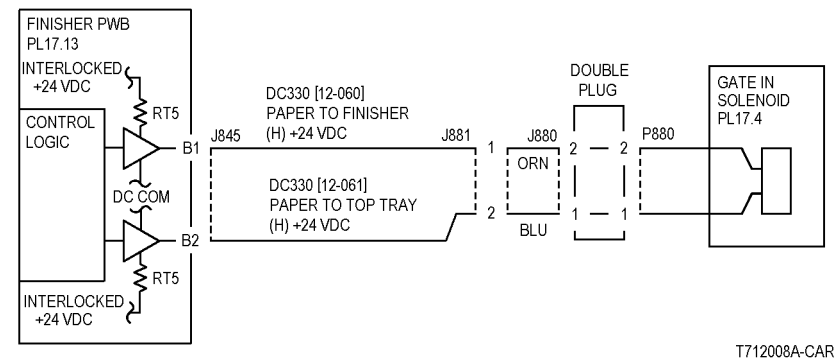 FINISHER PWB
PL17.13
INTERLOCKED
+24 VDC
RT5
CONTROL
LOGIC
B1
J845
DC COM
B2
RT5
INTERLOCKED
+24 VDC
DC330 [12-060]
PAPER TO FINISHER
(H) +24 VDC
DC330 [12-061]
PAPER TO TOP TRAY
(H) +24 VDC
J881
1
2
J880
ORN
BLU
DOUBLE
PLUG
2 2
1 1
P880
GATE IN
SOLENOID
PL17.4
T712008A-CAR